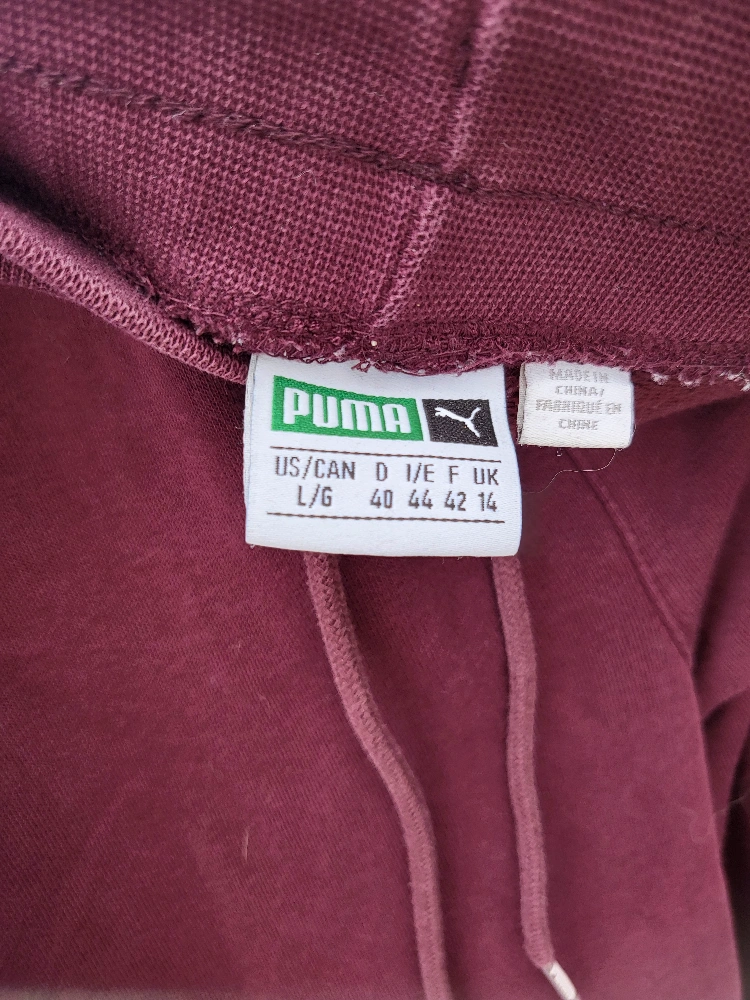 PUMA
US/CAN D I/E F UK
L/G 40 44 42 14
MADE IN
CHINA/
FABRIQUÉ EN
CHINE